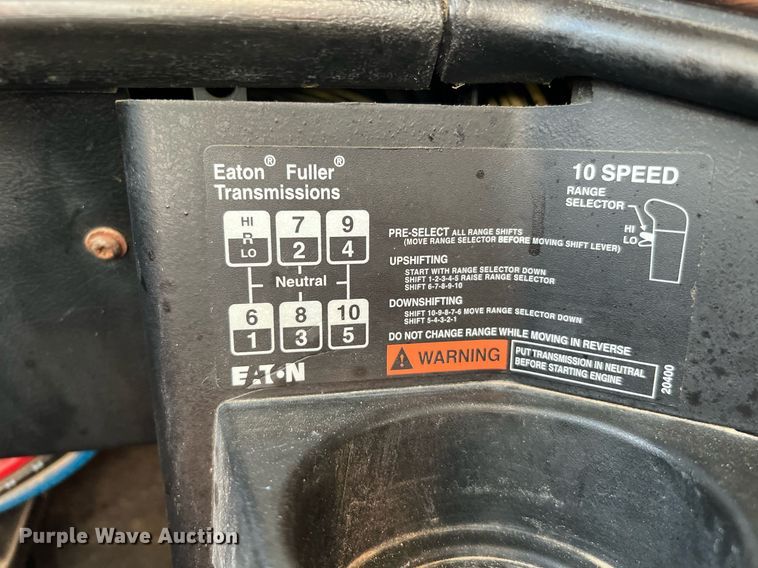 Eaton® Fuller®
Transmissions
10 SPEED
RANGE
SELECTOR
HI
LO
HI
R
LO
7
2
9
4
Neutral
6
1
8
3
10
5
PRE-SELECT ALL RANGE SHIFTS
(MOVE RANGE SELECTOR BEFORE MOVING SHIFT LEVER)
UPSHIFTING
START WITH RANGE SELECTOR DOWN
SHIFT 1-2-3-4-5 RAISE RANGE SELECTOR
SHIFT 6-7-8-9-10
DOWNSHIFTING
SHIFT 10-9-8-7-6 MOVE RANGE SELECTOR DOWN
SHIFT 5-4-3-2-1
DO NOT CHANGE RANGE WHILE MOVING IN REVERSE
WARNING
PUT TRANSMISSION IN NEUTRAL
BEFORE STARTING ENGINE
20400
EATON
Purple Wave Auction®